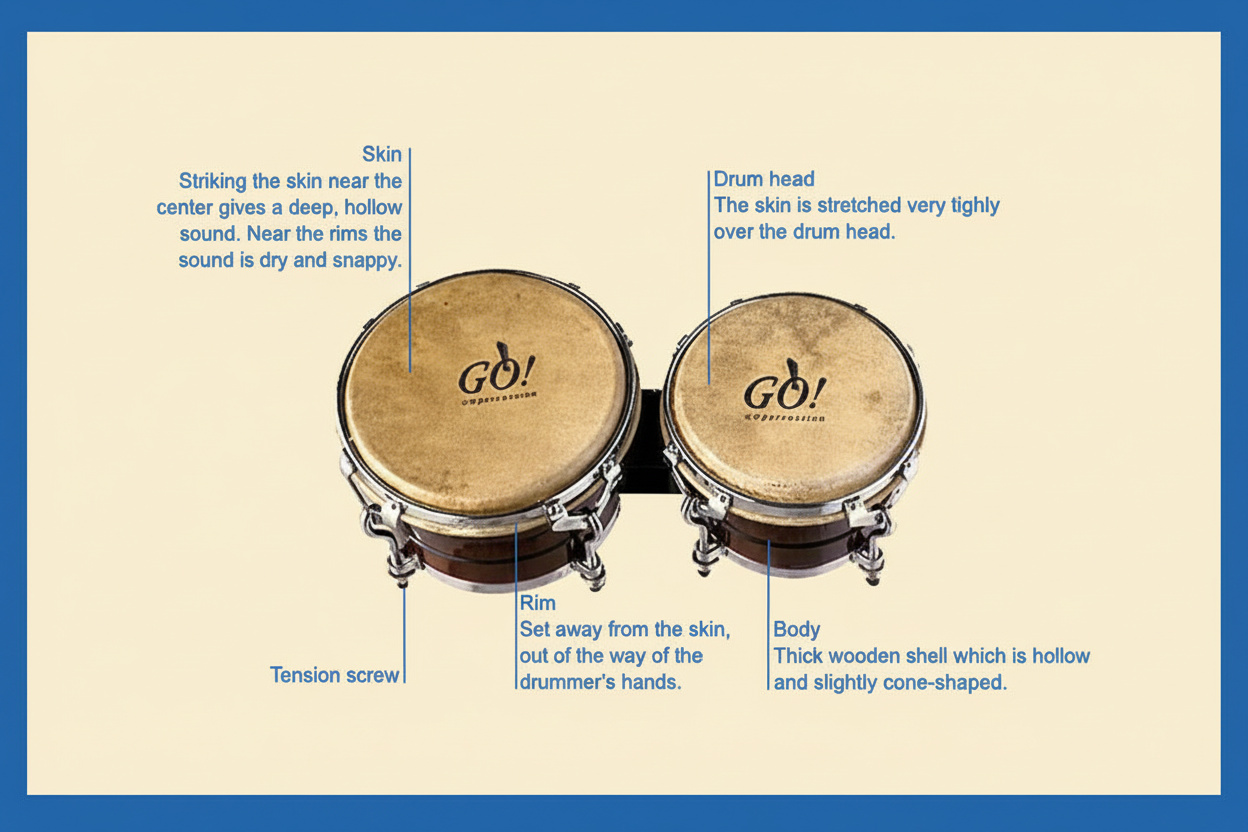 Skin
Striking the skin near the
center gives a deep, hollow
sound. Near the rims the
sound is dry and snappy.
Drum head
The skin is stretched very tighly
over the drum head.
GO!
GO!
Rim
Set away from the skin,
out of the way of the
drummer's hands.
Tension screw
Body
Thick wooden shell which is hollow
and slightly cone-shaped.